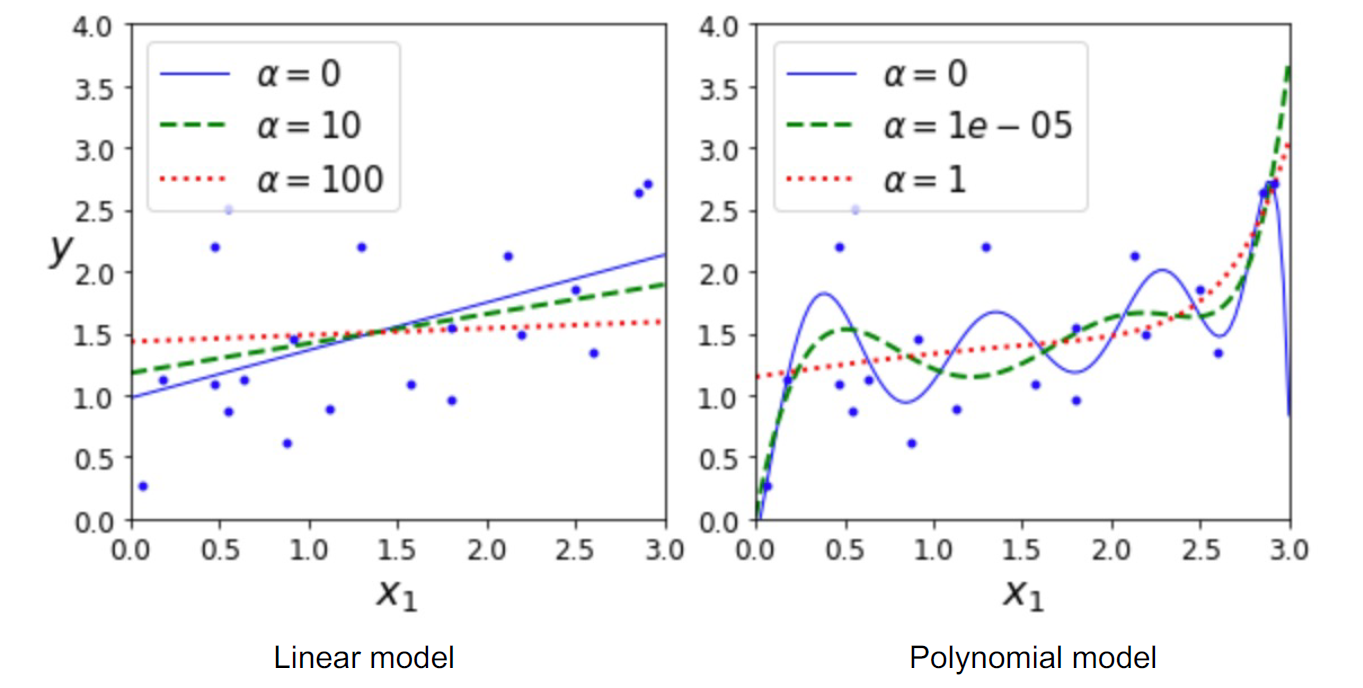 4.0
3.5
3.0
2.5
2.0
1.5
1.0
0.5
0.0
y
α = 0
α = 10
α = 100
0.0 0.5 1.0 1.5 2.0 2.5 3.0
x₁
Linear model
4.0
3.5
3.0
2.5
2.0
1.5
1.0
0.5
0.0
α = 0
α = 1e − 05
α = 1
0.0 0.5 1.0 1.5 2.0 2.5 3.0
x₁
Polynomial model